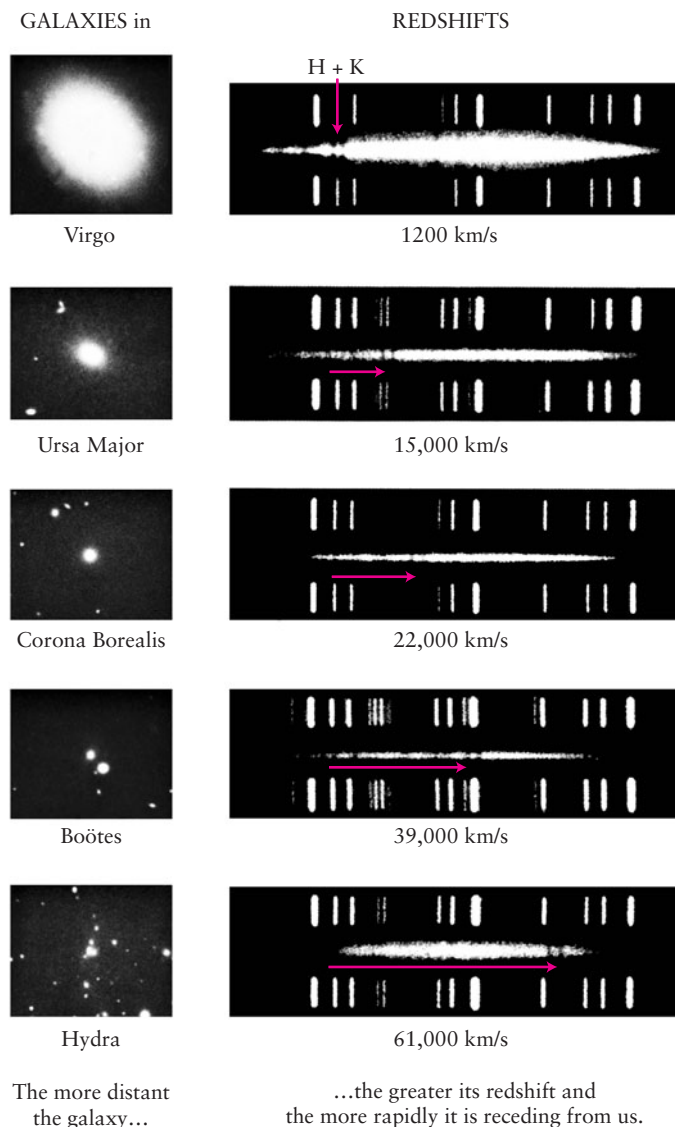 GALAXIES in
REDSHIFTS
H + K
Virgo
1200 km/s
Ursa Major
15,000 km/s
Corona Borealis
22,000 km/s
Boötes
39,000 km/s
Hydra
61,000 km/s
The more distant
the galaxy…
…the greater its redshift and
the more rapidly it is receding from us.